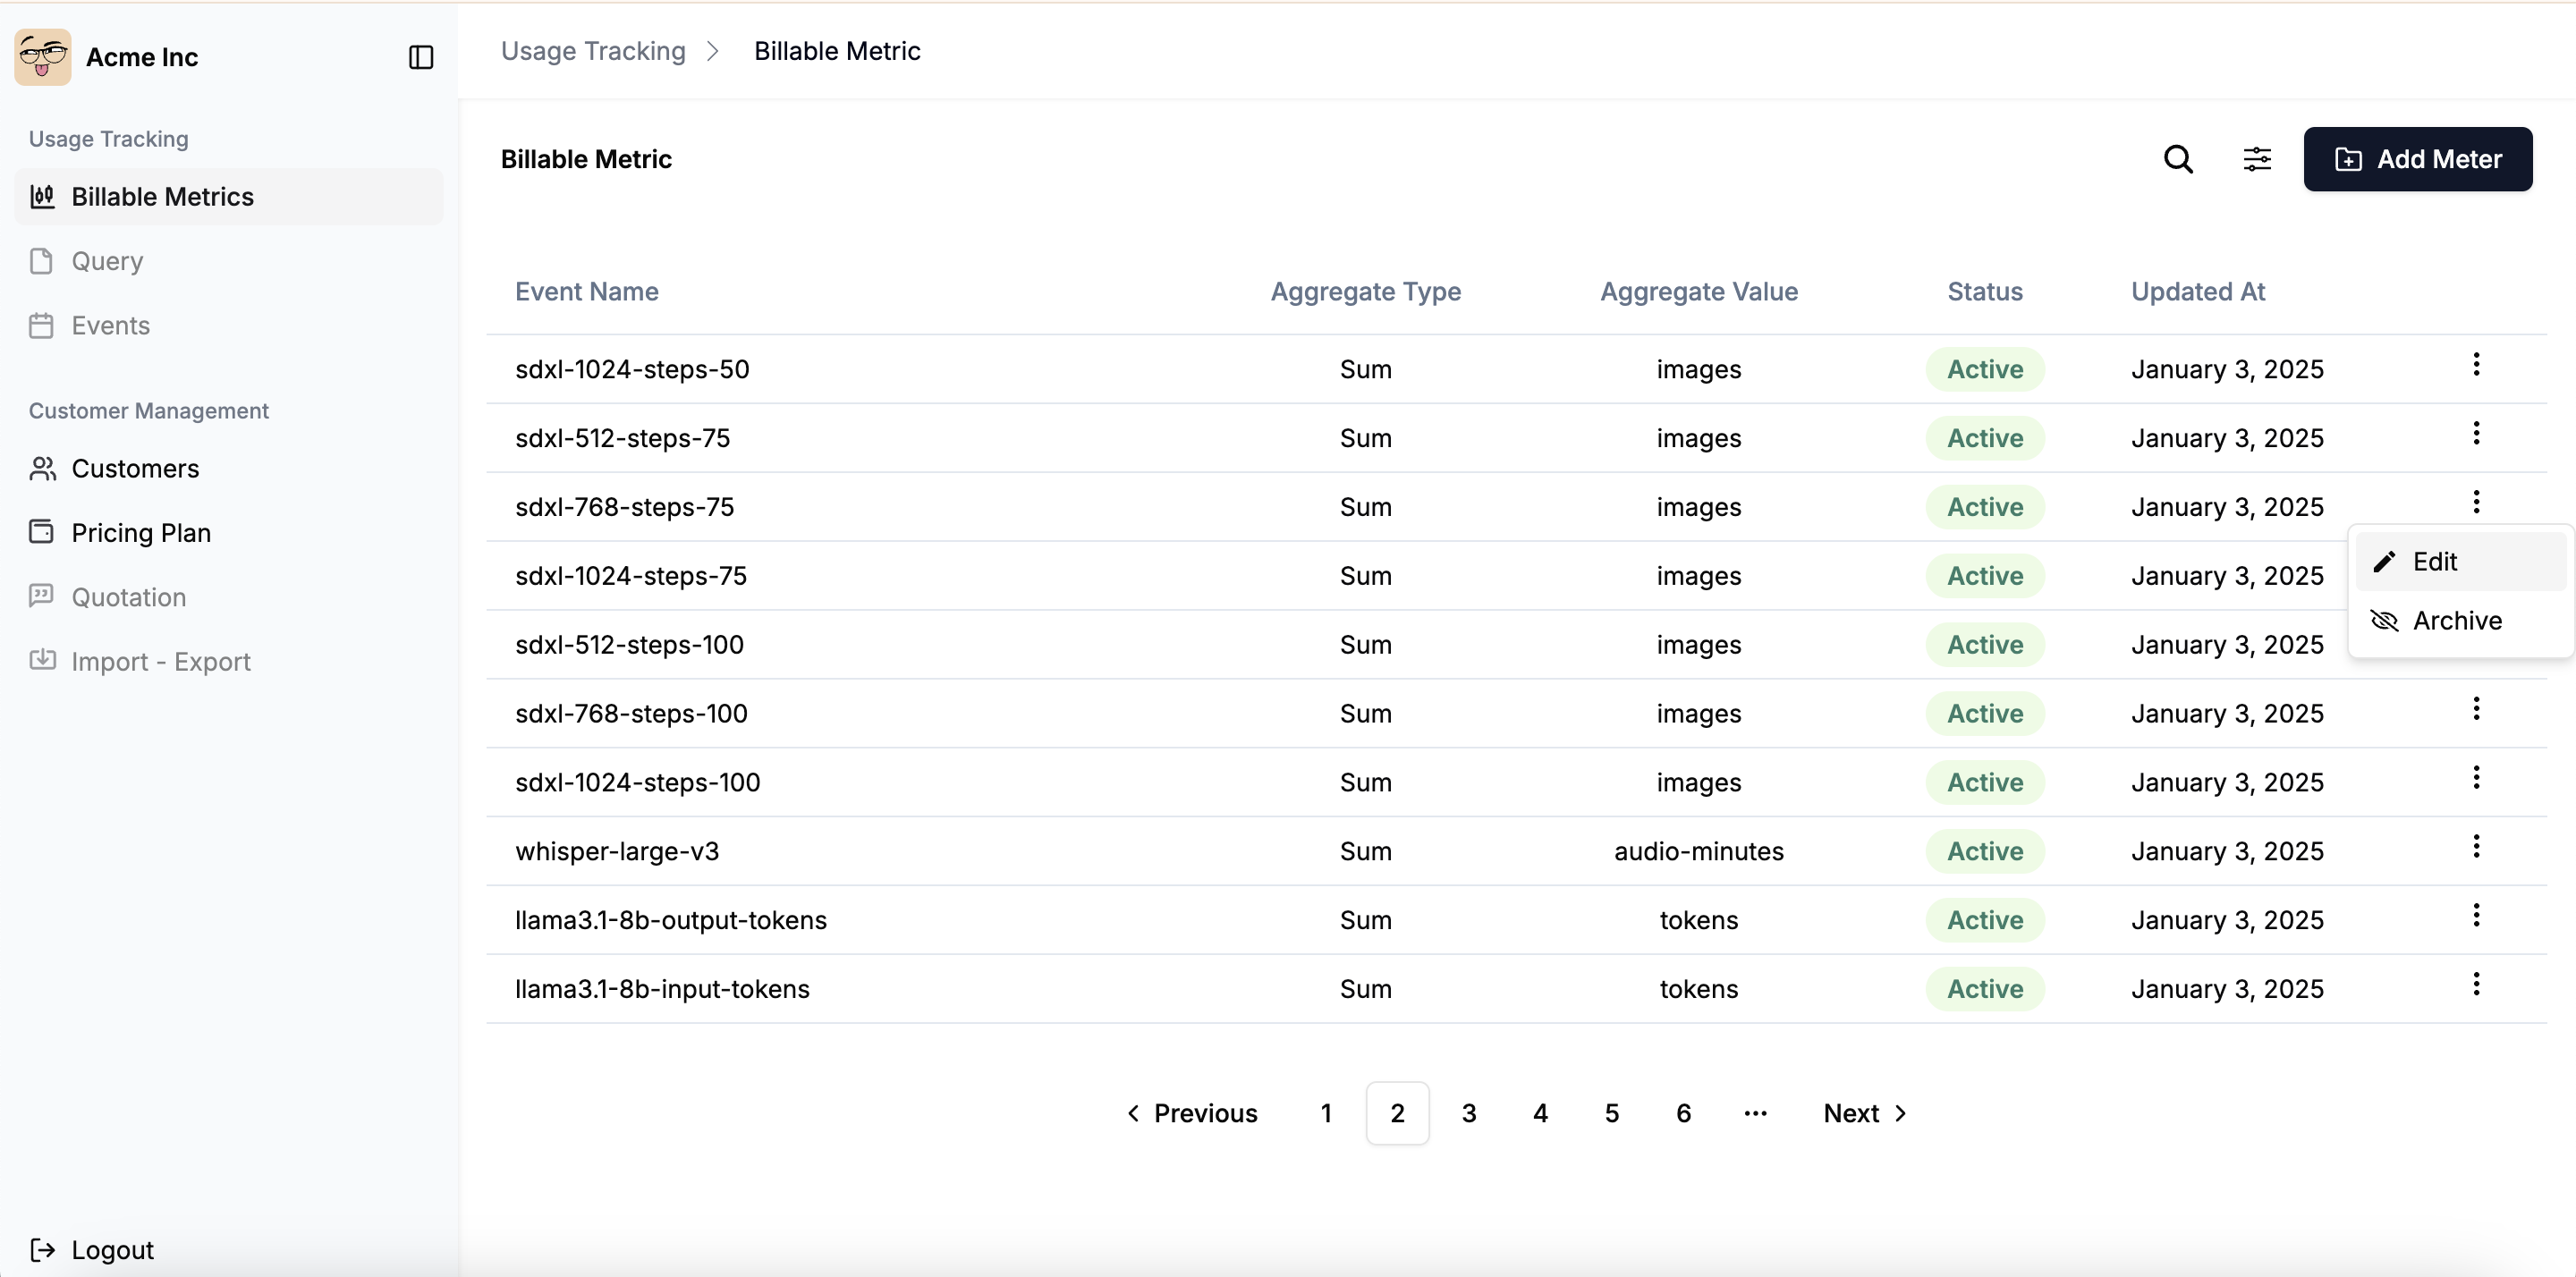 Acme Inc
Usage Tracking
Billable Metrics
Query
Events
Customer Management
Customers
Pricing Plan
Quotation
Import - Export
Logout
Usage Tracking > Billable Metric
Billable Metric
Add Meter
Event Name Aggregate Type Aggregate Value Status Updated At
sdxl-1024-steps-50 Sum images Active January 3, 2025
sdxl-512-steps-75 Sum images Active January 3, 2025
sdxl-768-steps-75 Sum images Active January 3, 2025
sdxl-1024-steps-75 Sum images Active January 3, 2025
sdxl-512-steps-100 Sum images Active January 3, 2025
sdxl-768-steps-100 Sum images Active January 3, 2025
sdxl-1024-steps-100 Sum images Active January 3, 2025
whisper-large-v3 Sum audio-minutes Active January 3, 2025
llama3.1-8b-output-tokens Sum tokens Active January 3, 2025
llama3.1-8b-input-tokens Sum tokens Active January 3, 2025
Edit
Archive
Previous 1 2 3 4 5 6 ... Next